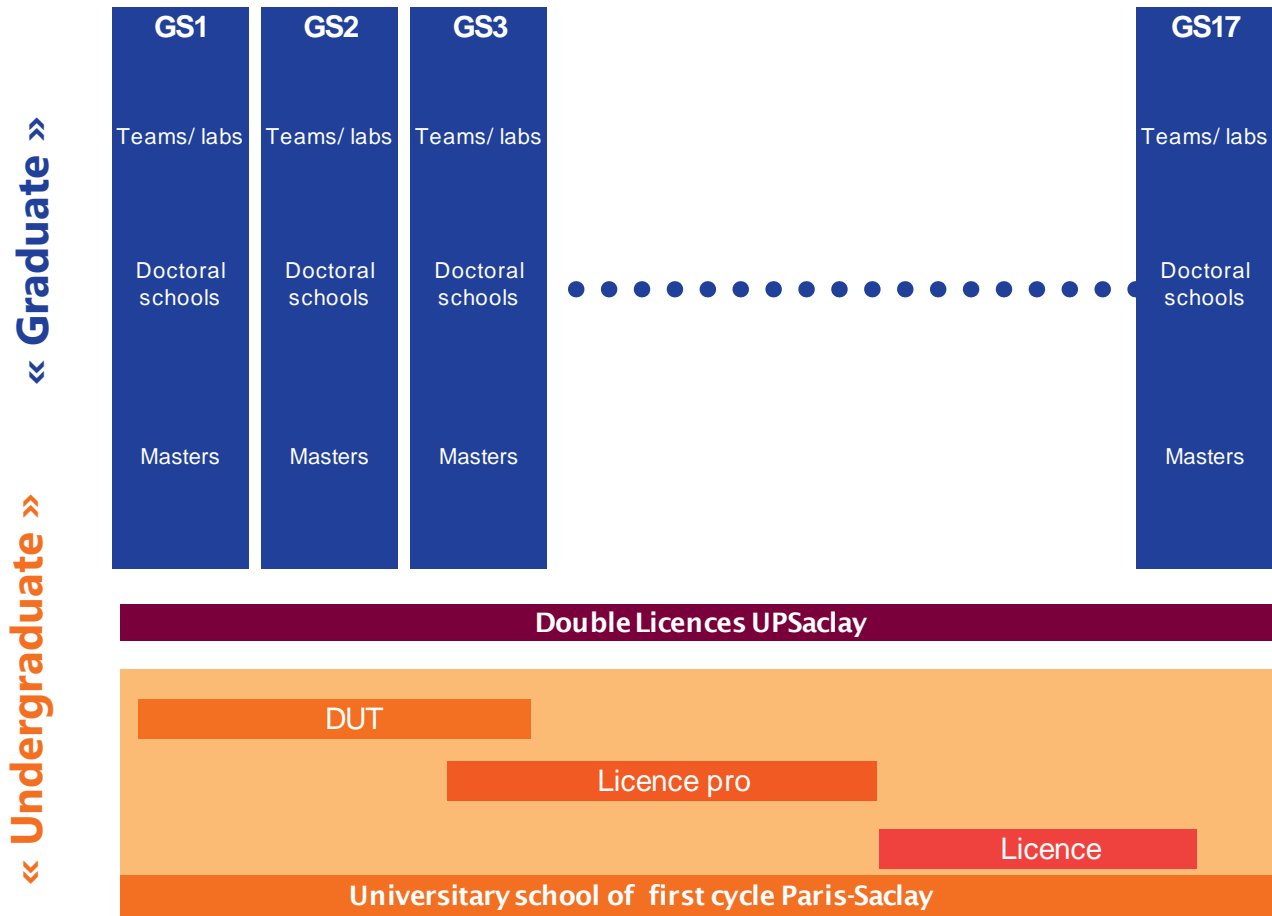 GS1 GS2 GS3 GS17
Teams/ labs Teams/ labs Teams/ labs Teams/ labs
Doctoral Doctoral Doctoral Doctoral
schools schools schools schools
Masters Masters Masters Masters
« Graduate »
« Undergraduate »
Double Licences UPSaclay
DUT
Licence pro
Licence
Universitary school of first cycle Paris-Saclay